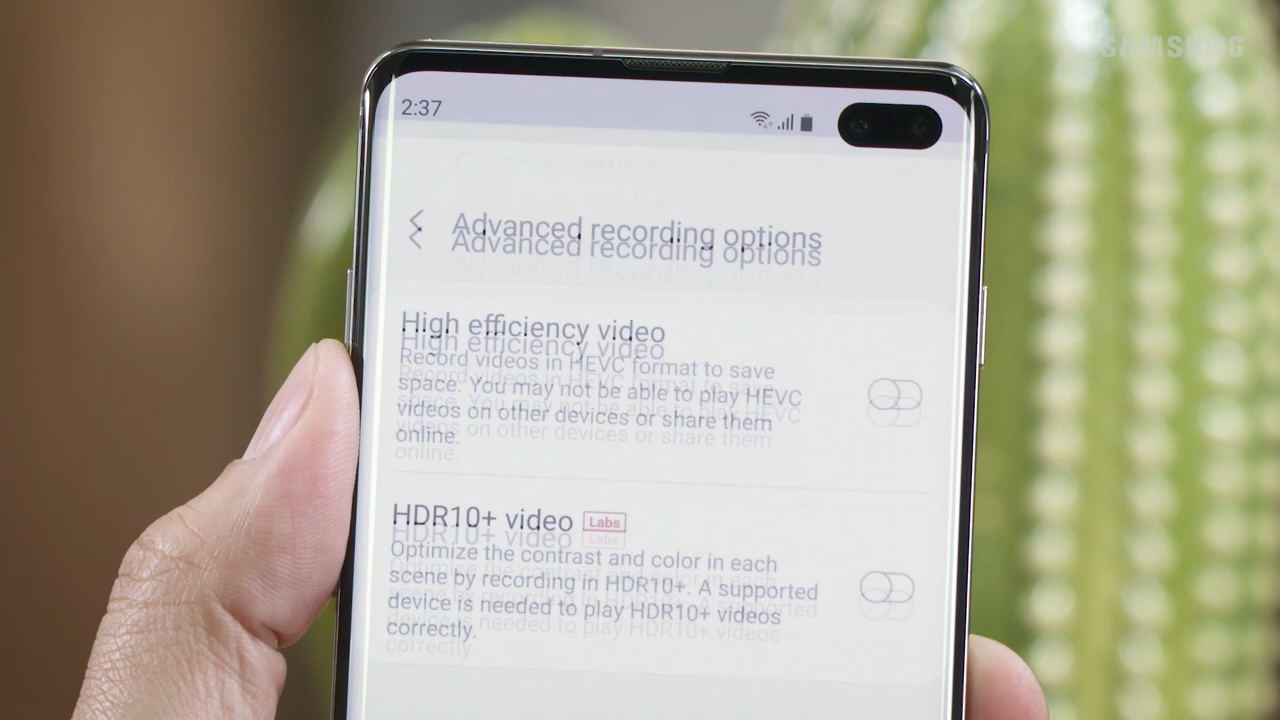 SAMSUNG
2:37
Advanced recording options
High efficiency video
Record videos in HEVC format to save
space. You may not be able to play HEVC
videos on other devices or share them
online.
HDR10+ video Labs
Optimize the contrast and color in each
scene by recording in HDR10+. A supported
device is needed to play HDR10+ videos
correctly.